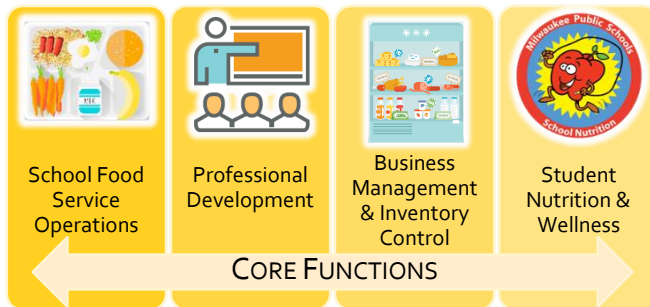 MILK
Milwaukee Public Schools
School Nutrition
School Food
Service
Operations
Professional
Development
Business
Management
& Inventory
Control
Student
Nutrition &
Wellness
CORE FUNCTIONS